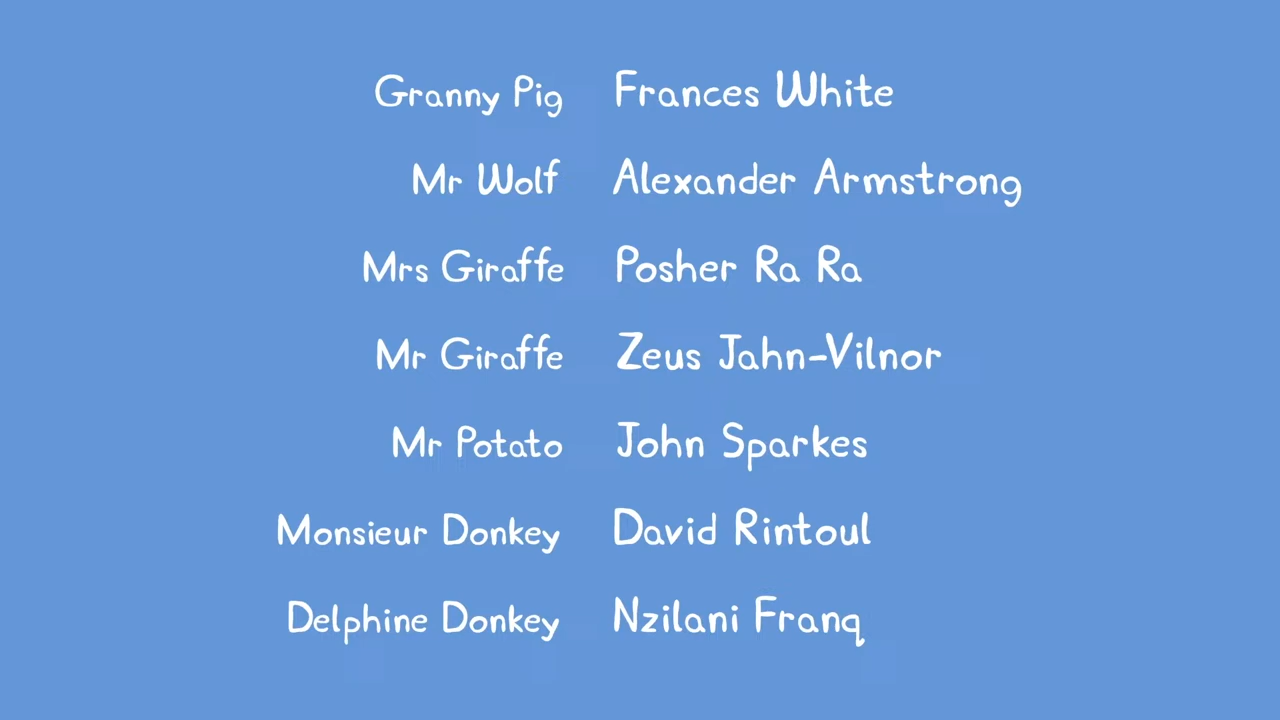 Granny Pig Frances White
Mr Wolf Alexander Armstrong
Mrs Giraffe Posher Ra Ra
Mr Giraffe Zeus Jahn-Vilnor
Mr Potato John Sparkes
Monsieur Donkey David Rintoul
Delphine Donkey Nzilani Franq